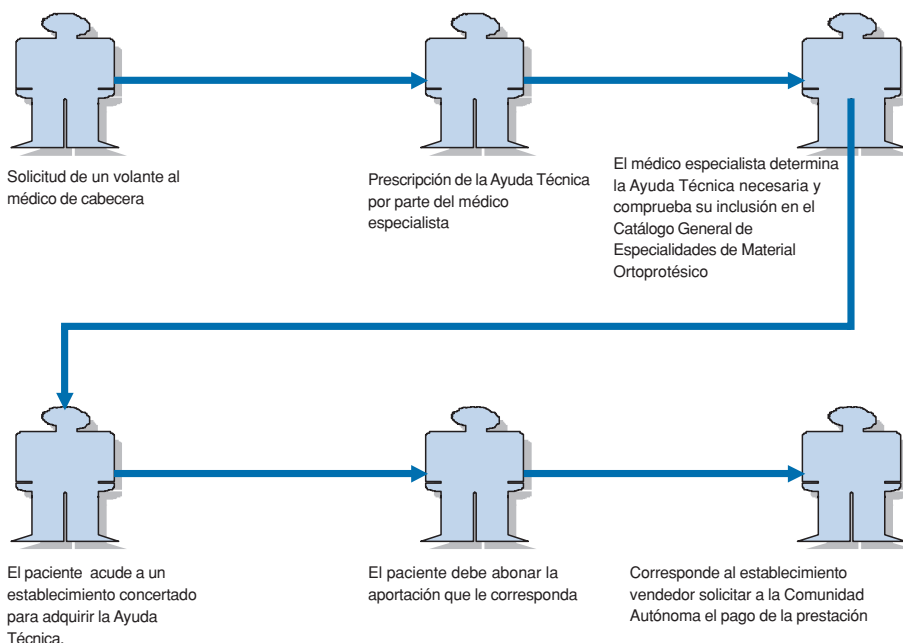 Solicitud de un volante al
médico de cabecera
Prescripción de la Ayuda Técnica
por parte del médico
especialista
El médico especialista determina
la Ayuda Técnica necesaria y
comprueba su inclusión en el
Catálogo General de
Especialidades de Material
Ortoprotésico
El paciente acude a un
establecimiento concertado
para adquirir la Ayuda
Técnica.
El paciente debe abonar la
aportación que le corresponda
Corresponde al establecimiento
vendedor solicitar a la Comunidad
Autónoma el pago de la prestación